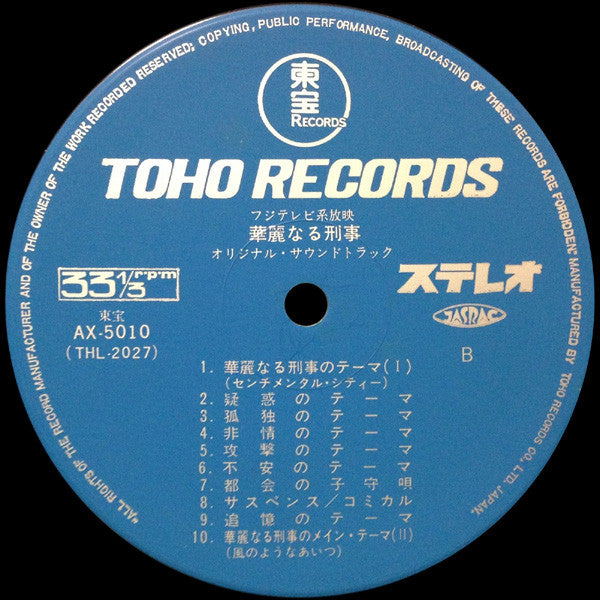 "ALL RIGHTS OF THE RECORD MANUFACTURER AND OF THE OWNER OF THE WORK RECORDED RESERVED; COPYING, PUBLIC PERFORMANCE, BROADCASTING OF THESE RECORDS ARE FORBIDDEN." MANUFACTURED BY TOHO RECORDS CO., LTD. JAPAN.
東宝
RECORDS
TOHO RECORDS
フジテレビ系放映
華麗なる刑事
オリジナル・サウンドトラック
33 1/3 rpm
ステレオ
東宝
AX-5010
(THL-2027)
JASRAC
B
1. 華麗なる刑事のテーマ(I)
(センチメンタル・シティー)
2. 疑惑のテーマ
3. 孤独のテーマ
4. 非情のテーマ
5. 攻撃のテーマ
6. 不安のテーマ
7. 都会の子守唄
8. サスペンス/コミカル
9. 追憶のテーマ
10. 華麗なる刑事のメイン・テーマ(II)
(風のようなあいつ)